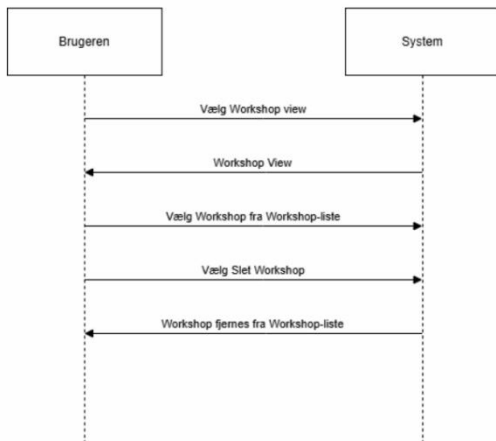 Brugeren
System
Vælg Workshop view
Workshop View
Vælg Workshop fra Workshop-liste
Vælg Slet Workshop
Workshop fjernes fra Workshop-liste